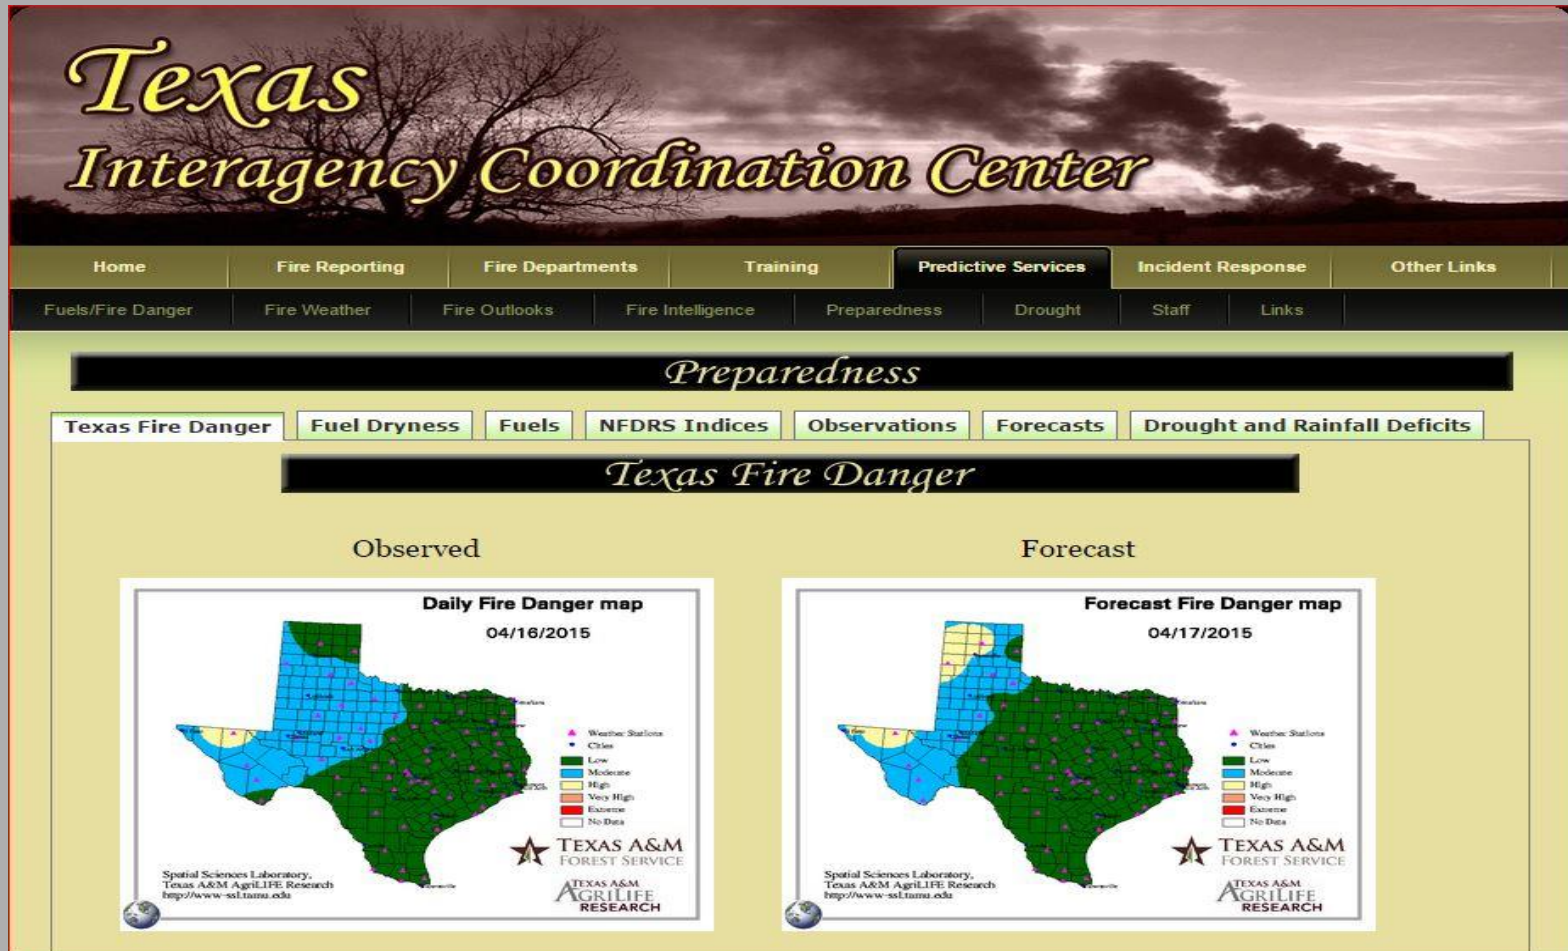 Texas
Interagency Coordination Center
Home Fire Reporting Fire Departments Training Predictive Services Incident Response Other Links
Fuels/Fire Danger Fire Weather Fire Outlooks Fire Intelligence Preparedness Drought Staff Links
Preparedness
Texas Fire Danger Fuel Dryness Fuels NFDRS Indices Observations Forecasts Drought and Rainfall Deficits
Texas Fire Danger
Observed
Daily Fire Danger map
04/16/2015
Weather Stations
Cities
Low
Moderate
High
Very High
Extreme
No Data
TEXAS A&M
FOREST SERVICE
Spatial Sciences Laboratory,
Texas A&M AgriLIFE Research
http://www-ssl.tamu.edu
TEXAS A&M
AGRILIFE
RESEARCH
Forecast
Forecast Fire Danger map
04/17/2015
Weather Stations
Cities
Low
Moderate
High
Very High
Extreme
No Data
TEXAS A&M
FOREST SERVICE
Spatial Sciences Laboratory,
Texas A&M AgriLIFE Research
http://www-ssl.tamu.edu
TEXAS A&M
AGRILIFE
RESEARCH